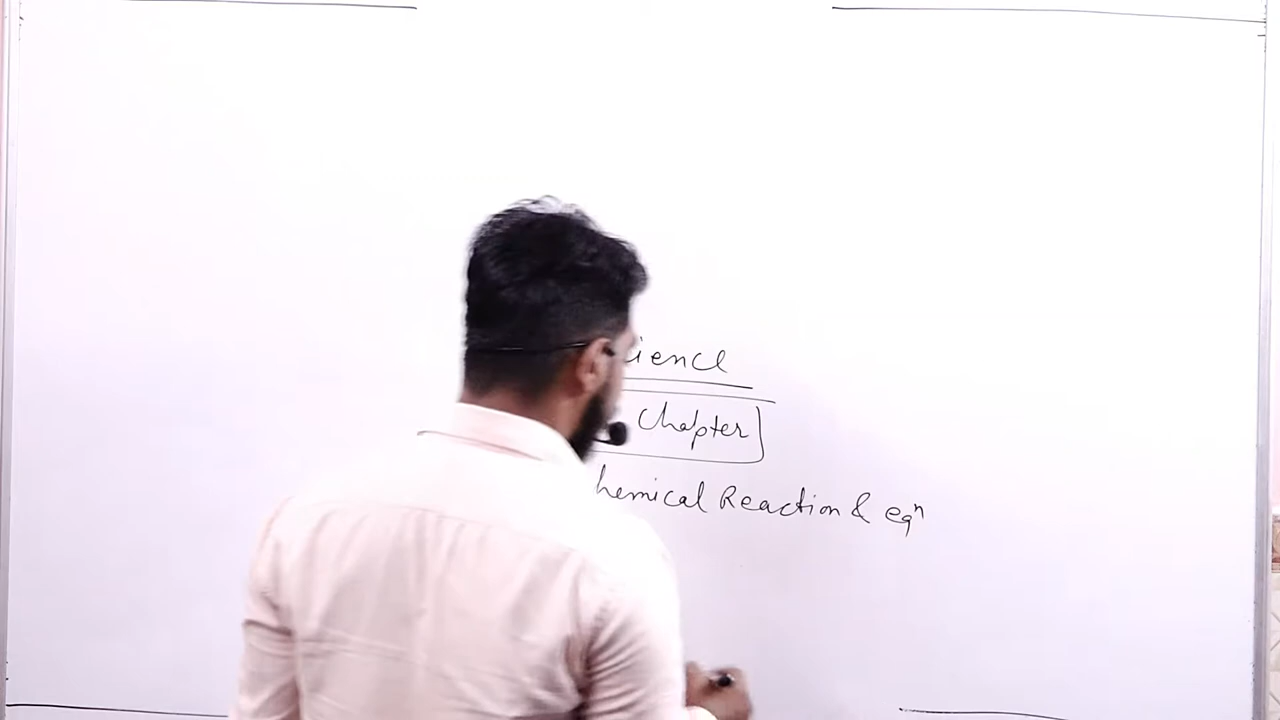 ience
Chapter
hemical Reaction & eqⁿ